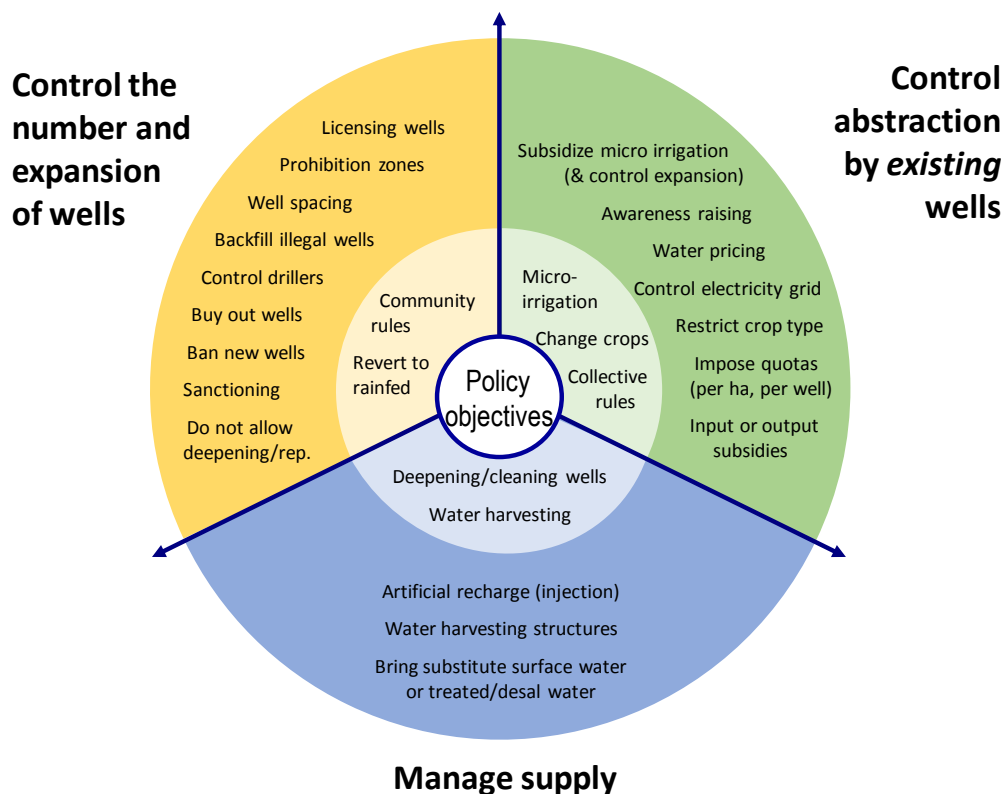 Control the
number and
expansion
of wells
Control
abstraction
by existing
wells
Licensing wells
Prohibition zones
Well spacing
Backfill illegal wells
Control drillers
Buy out wells
Ban new wells
Sanctioning
Do not allow
deepening/rep.
Community
rules
Revert to
rainfed
Subsidize micro irrigation
(& control expansion)
Awareness raising
Water pricing
Control electricity grid
Restrict crop type
Impose quotas
(per ha, per well)
Input or output
subsidies
Micro-
irrigation
Change crops
Collective
rules
Policy
objectives
Deepening/cleaning wells
Water harvesting
Artificial recharge (injection)
Water harvesting structures
Bring substitute surface water
or treated/desal water
Manage supply